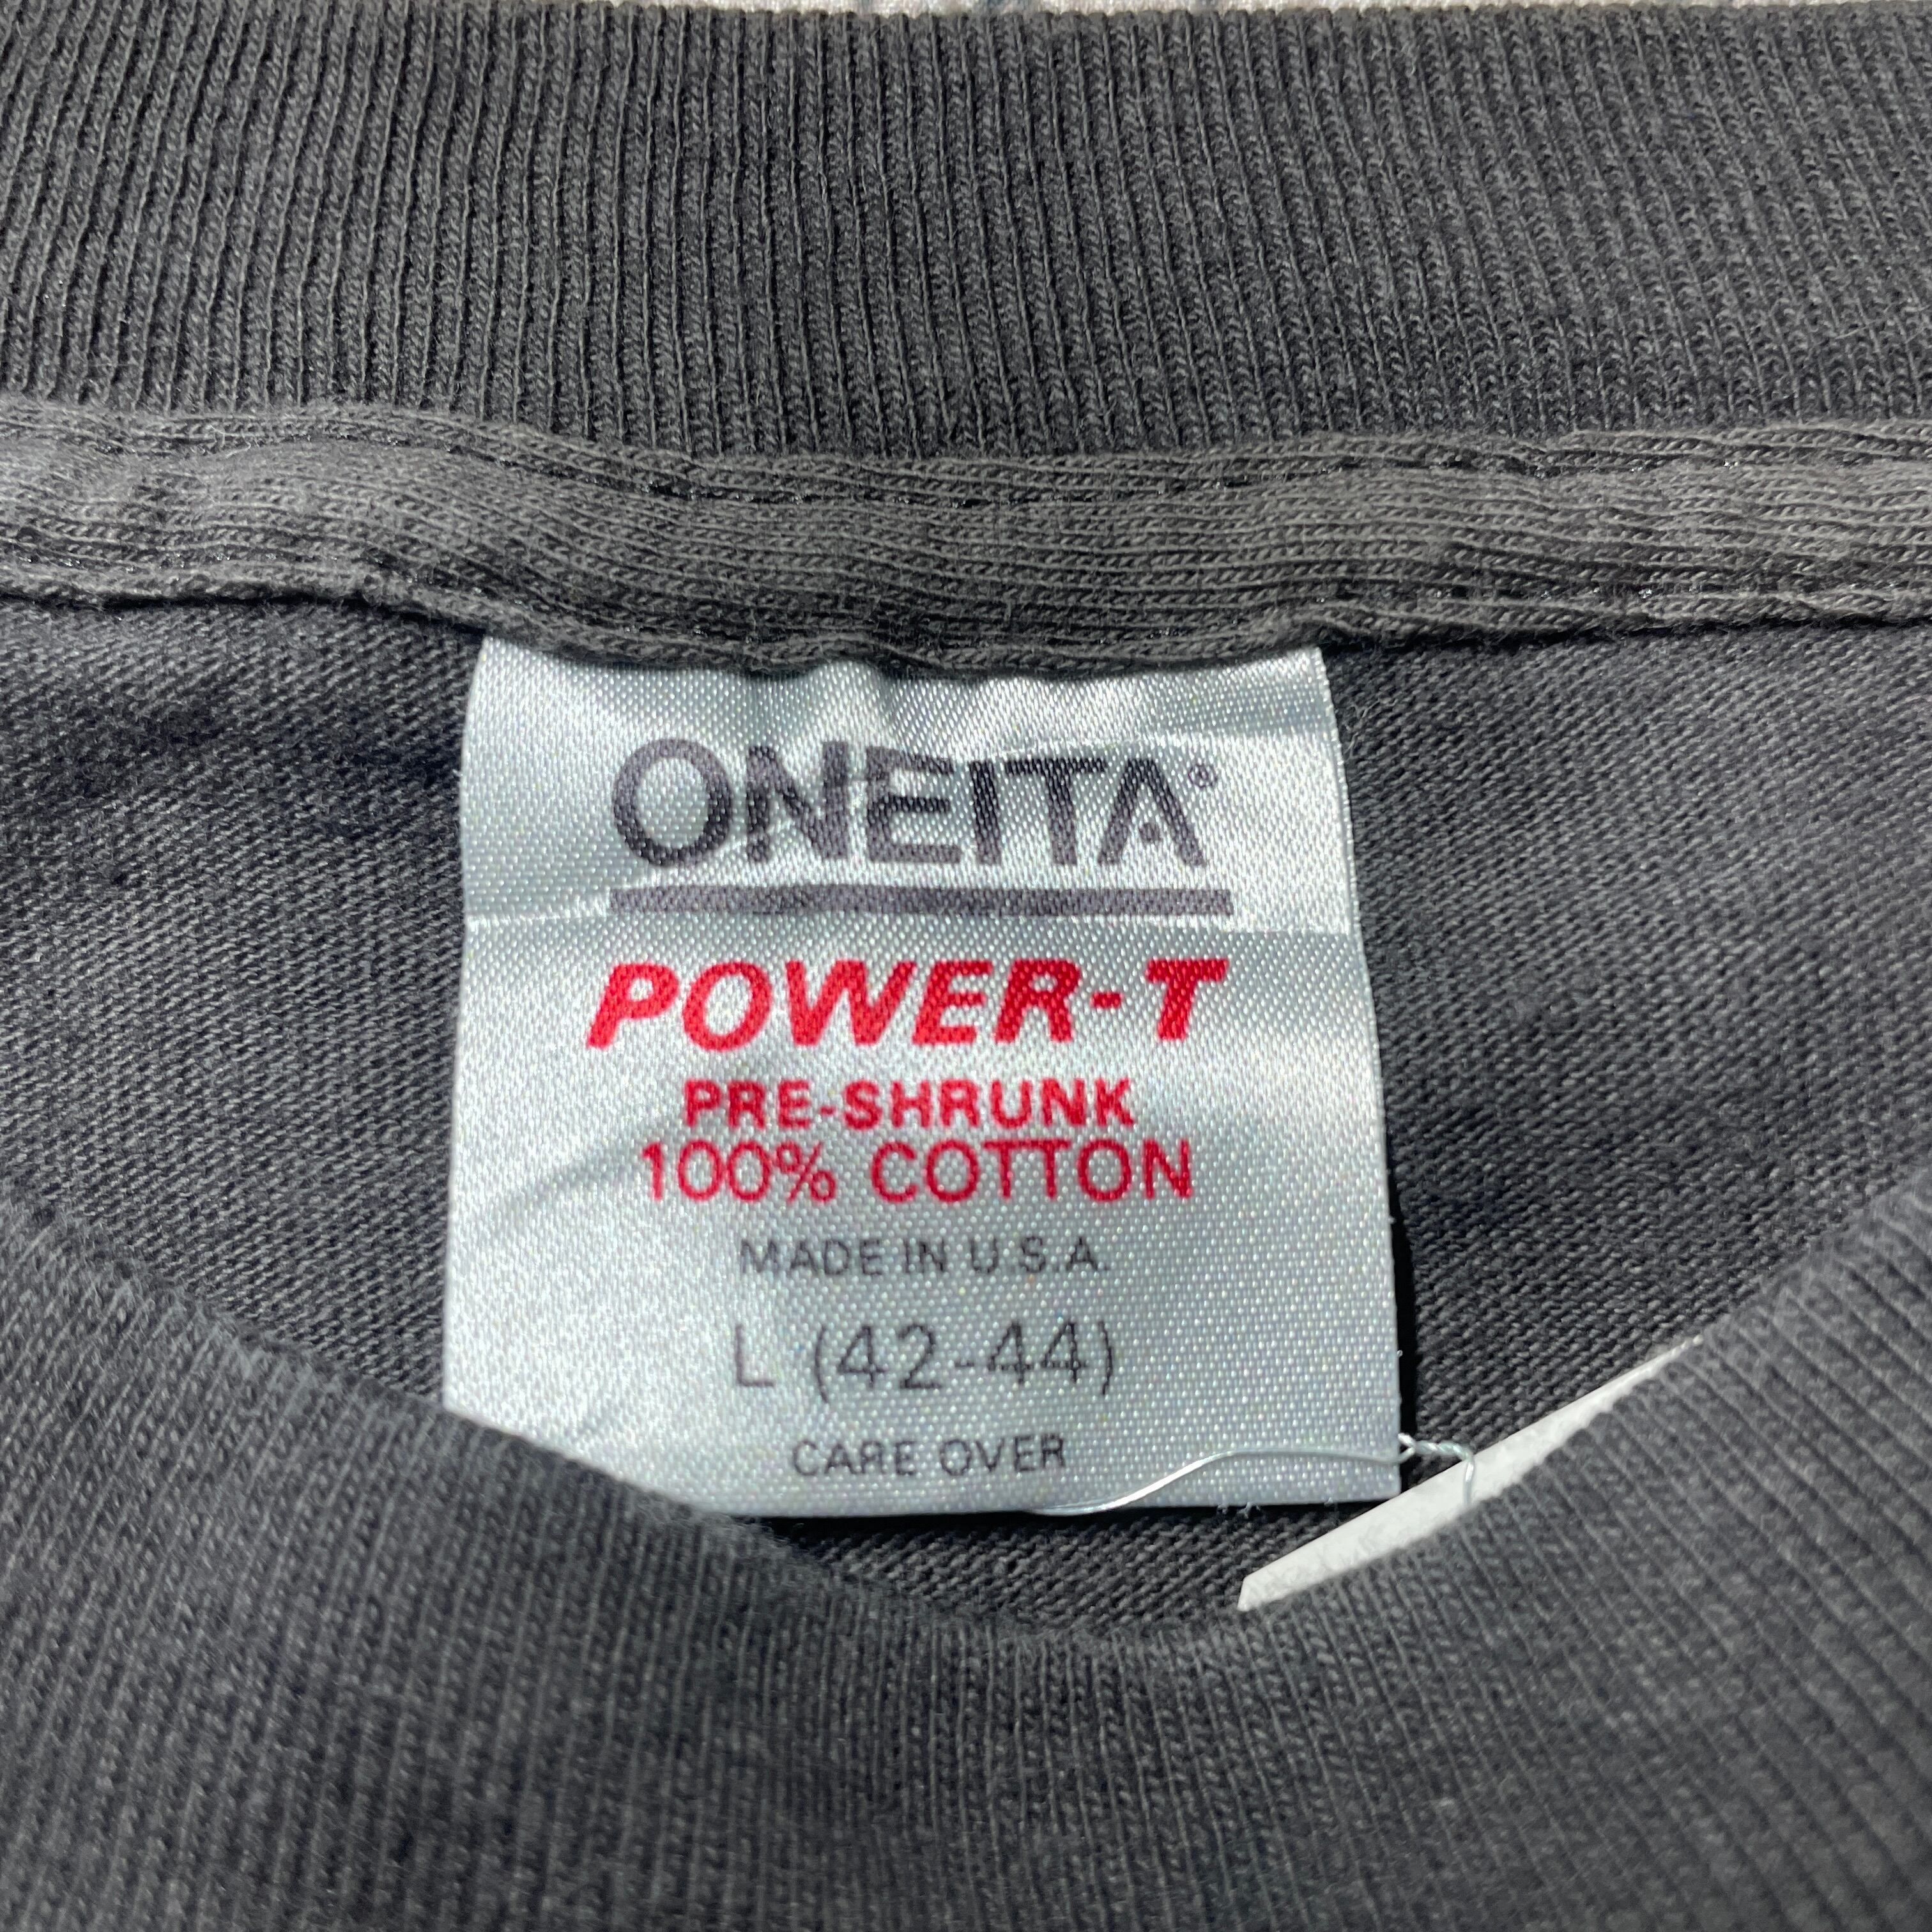 ONEITA®
POWER-T
PRE-SHRUNK
100% COTTON
MADE IN U.S.A.
L (42-44)
CARE OVER